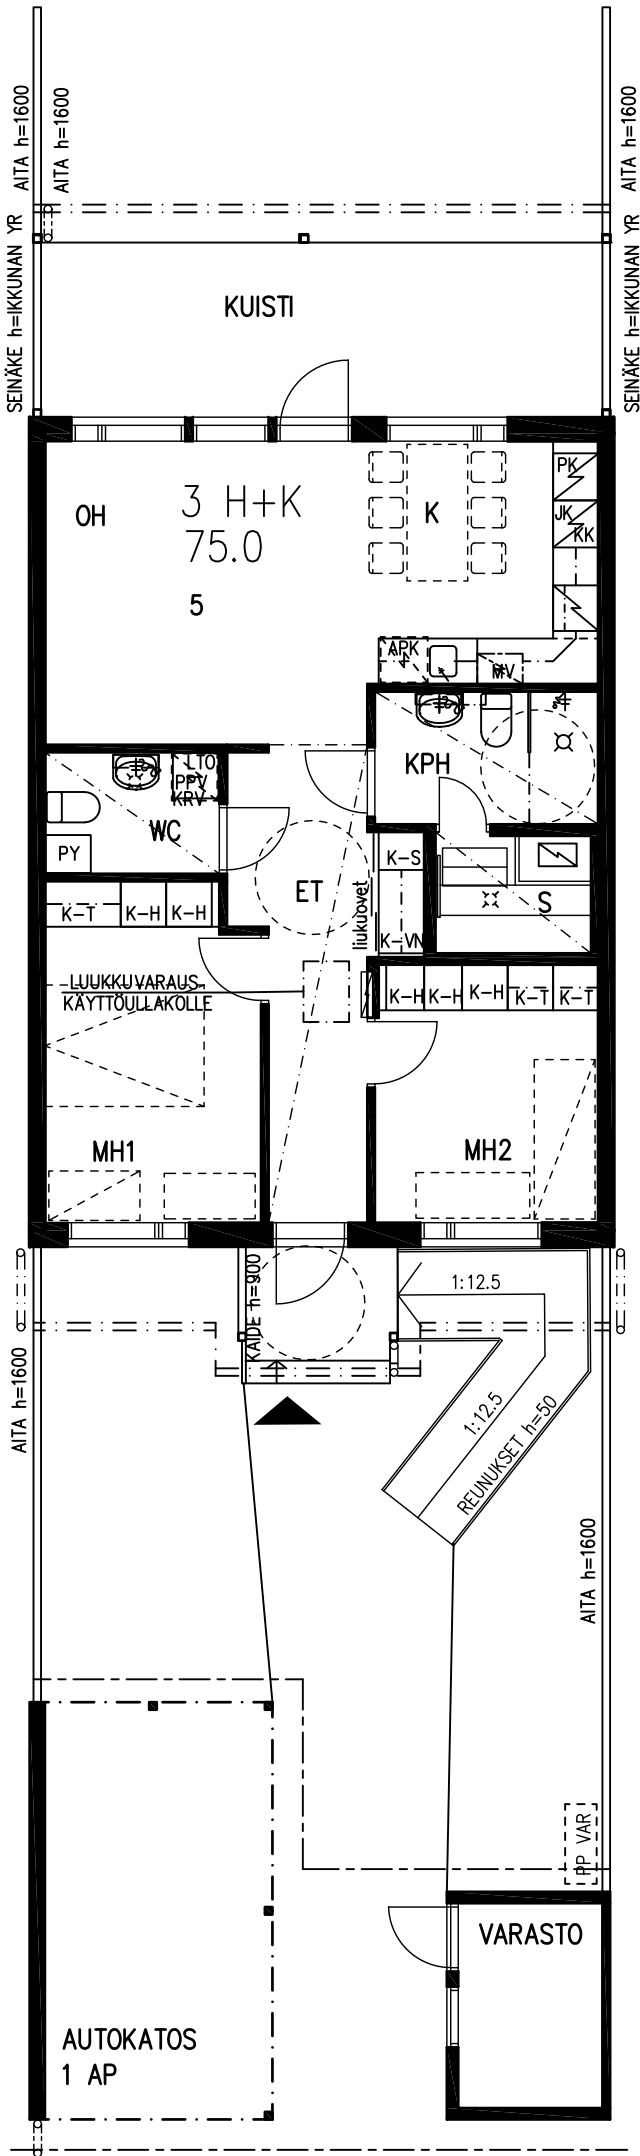 AITA h=1600
AITA h=1600
AITA h=1600
SEINÄKE h=IKKUNAN YR
SEINÄKE h=IKKUNAN YR
KUISTI
OH
3 H+K
75.0
5
K
PK
JK
KK
APK
MV
LTO
PPV
KRV
WC
PY
KPH
K-S
S
ET
liukuovet
K-VN
K-T
K-H
K-H
LUUKKUVARAUS
KÄYTTÖULLAKOLLE
K-H
K-H
K-H
K-T
K-T
MH1
MH2
KAIDE h=900
1:12.5
1:12.5
REUNUKSET h=50
AITA h=1600
AITA h=1600
PP VAR
VARASTO
AUTOKATOS
1 AP